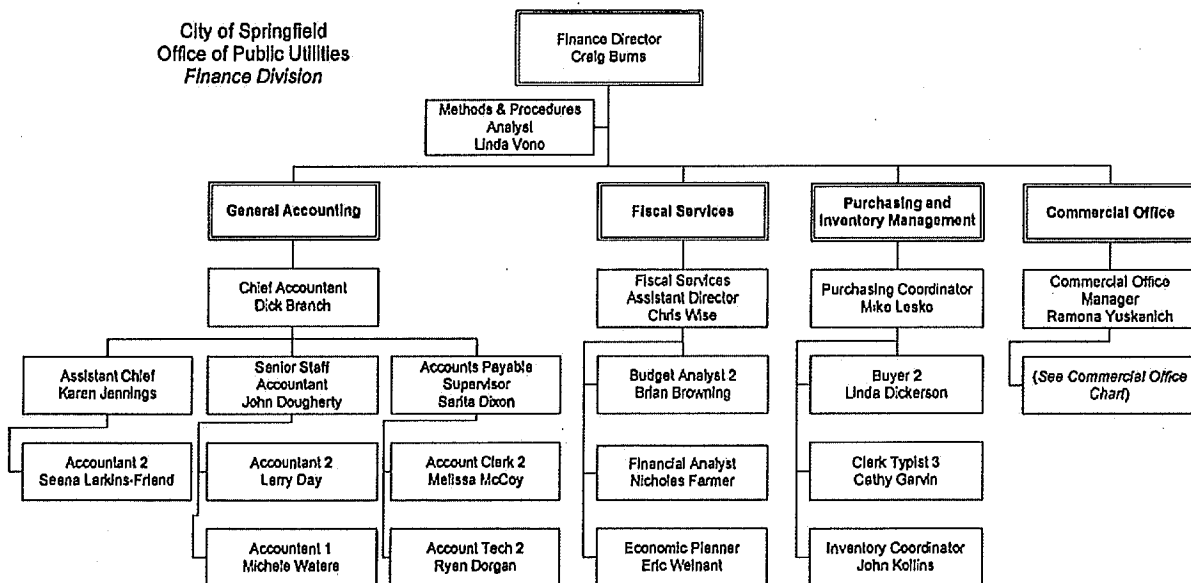 City of Springfield
Office of Public Utilities
Finance Division
Finance Director
Craig Burns
Methods & Procedures
Analyst
Linda Vono
General Accounting
Fiscal Services
Purchasing and
Inventory Management
Commercial Office
Chief Accountant
Dick Branch
Fiscal Services
Assistant Director
Chris Wise
Purchasing Coordinator
Mike Lesko
Commercial Office
Manager
Ramona Yuskanich
Assistant Chief
Karen Jennings
Senior Staff
Accountant
John Dougherty
Accounts Payable
Supervisor
Sarita Dixon
Budget Analyst 2
Brian Browning
Buyer 2
Linda Dickerson
(See Commercial Office
Chart)
Accountant 2
Seena Larkins-Friend
Accountant 2
Larry Day
Account Clerk 2
Melissa McCoy
Financial Analyst
Nicholas Farmer
Clerk Typist 3
Cathy Garvin
Accountant 1
Michele Waters
Account Tech 2
Ryan Dorgan
Economic Planner
Eric Weinant
Inventory Coordinator
John Kollins